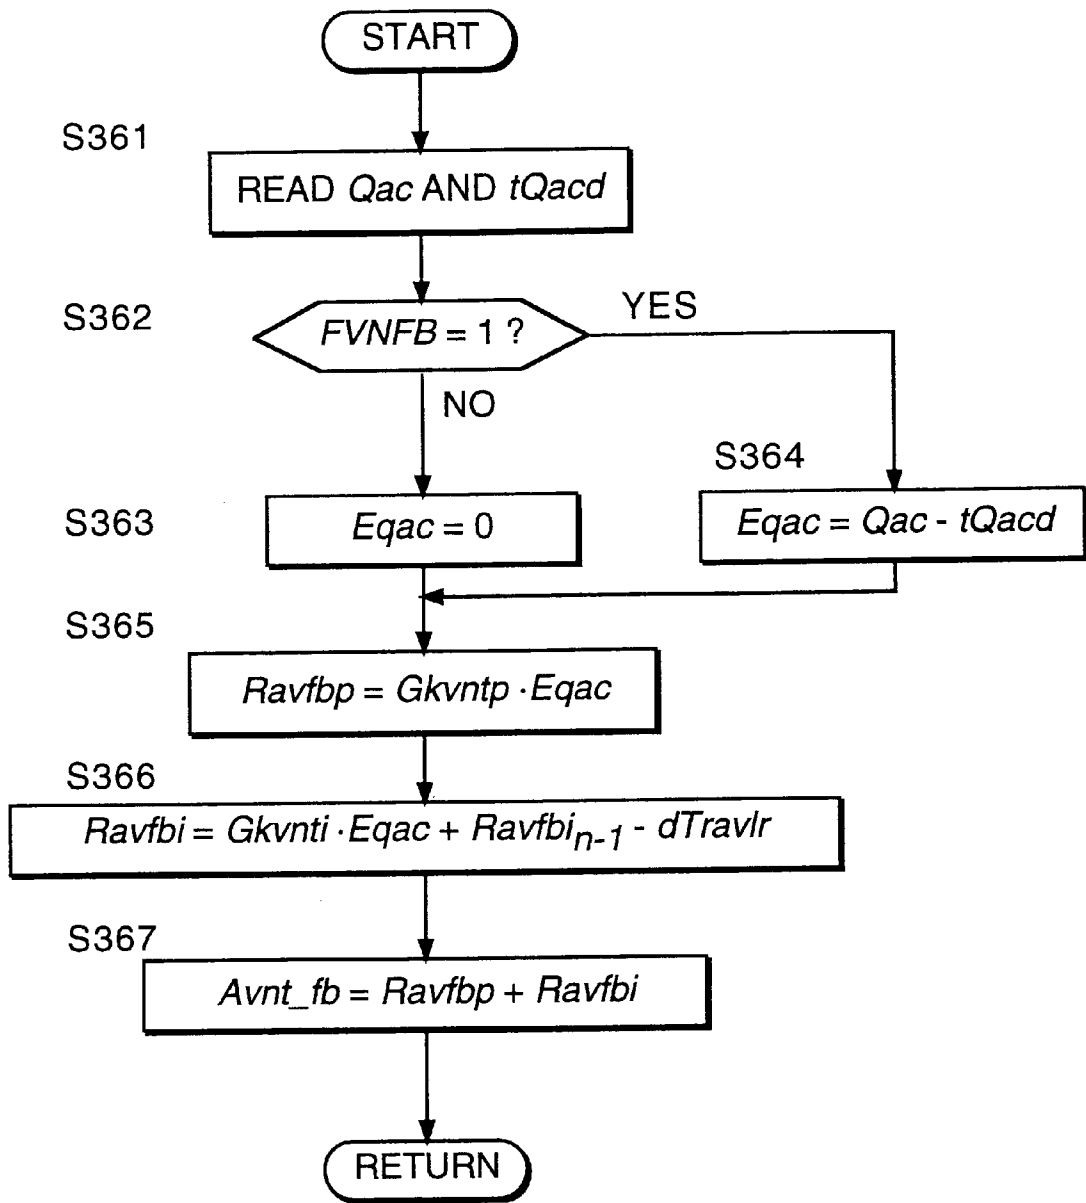 START
S361
READ Qac AND tQacd
S362
FVNFB = 1 ?
YES
NO
S364
S363
Eqac = 0
Eqac = Qac - tQacd
S365
Ravfbp = Gkvntp · Eqac
S366
Ravfbi = Gkvnti · Eqac + Ravfbi_{n-1} - dTravlr
S367
Avnt_fb = Ravfbp + Ravfbi
RETURN